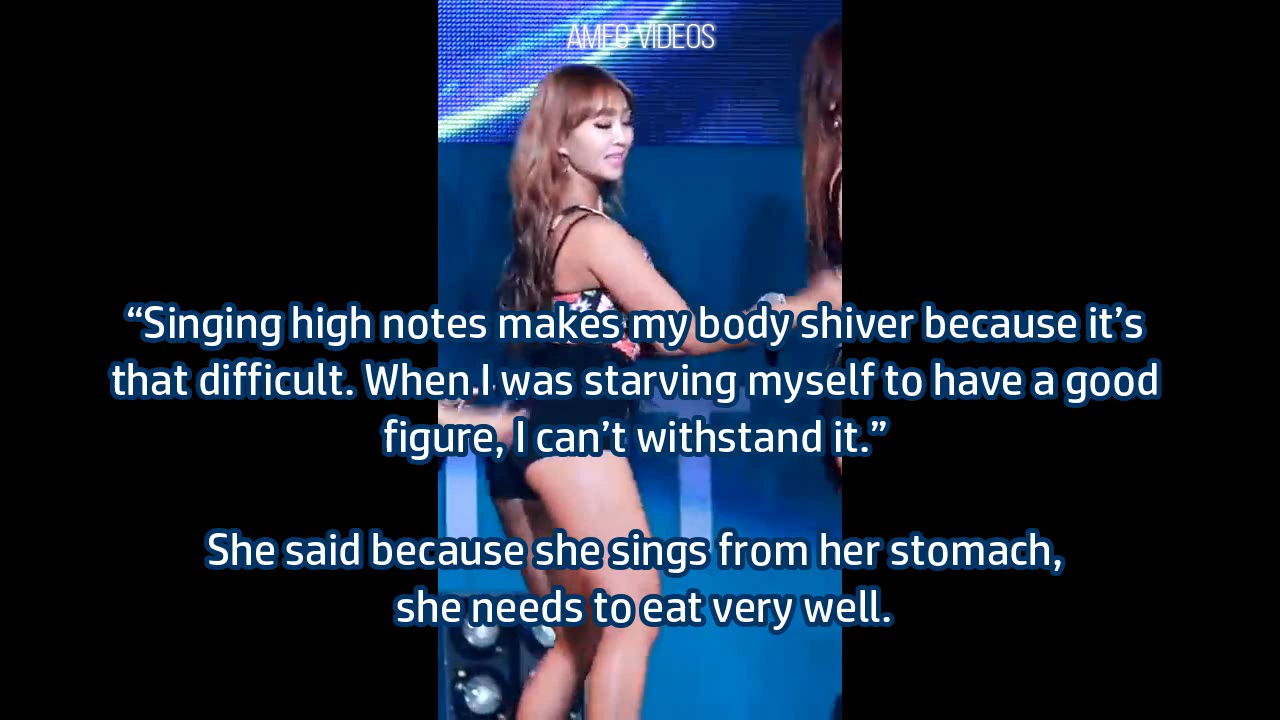 AMFO VIDEOS
“Singing high notes makes my body shiver because it’s
that difficult. When I was starving myself to have a good
figure, I can’t withstand it.”
She said because she sings from her stomach,
she needs to eat very well.